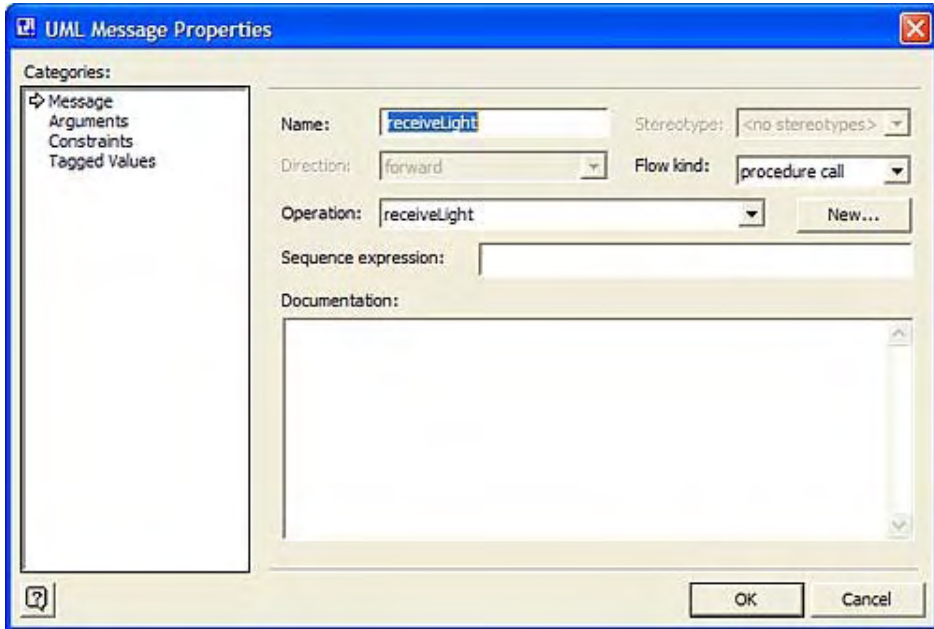 UML Message Properties
Categories:
Message
Arguments
Constraints
Tagged Values
Name: receiveLight Stereotype: <no stereotypes>
Direction: forward Flow kind: procedure call
Operation: receiveLight New...
Sequence expression:
Documentation:
OK Cancel